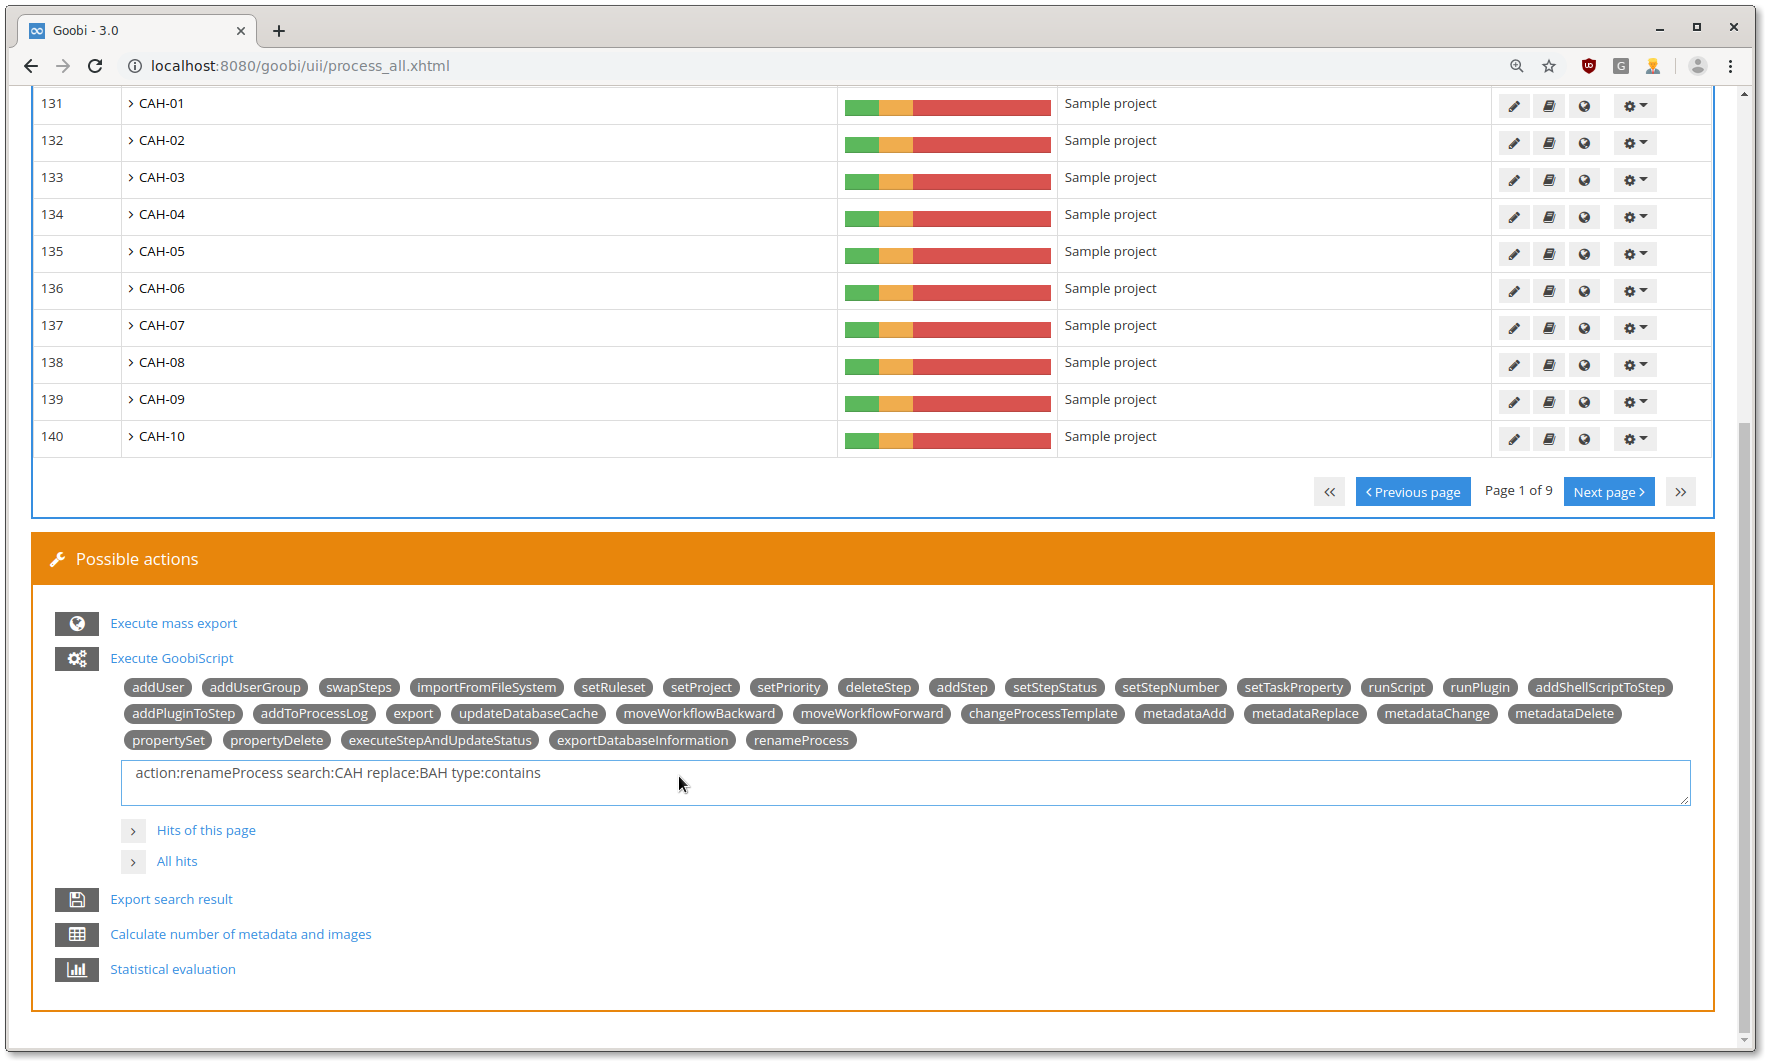 Goobi - 3.0
localhost:8080/goobi/uii/process_all.xhtml
131 CAH-01 Sample project
132 CAH-02 Sample project
133 CAH-03 Sample project
134 CAH-04 Sample project
135 CAH-05 Sample project
136 CAH-06 Sample project
137 CAH-07 Sample project
138 CAH-08 Sample project
139 CAH-09 Sample project
140 CAH-10 Sample project
Previous page Page 1 of 9 Next page
Possible actions
Execute mass export
Execute GoobiScript
addUser addUserGroup swapSteps importFromFileSystem setRuleset setProject setPriority deleteStep addStep setStepStatus setStepNumber setTaskProperty runScript runPlugin addShellScriptToStep
addPluginToStep addToProcessLog export updateDatabaseCache moveWorkflowBackward moveWorkflowForward changeProcessTemplate metadataAdd metadataReplace metadataChange metadataDelete
propertySet propertyDelete executeStepAndUpdateStatus exportDatabaseInformation renameProcess
action:renameProcess search:CAH replace:BAH type:contains
Hits of this page
All hits
Export search result
Calculate number of metadata and images
Statistical evaluation